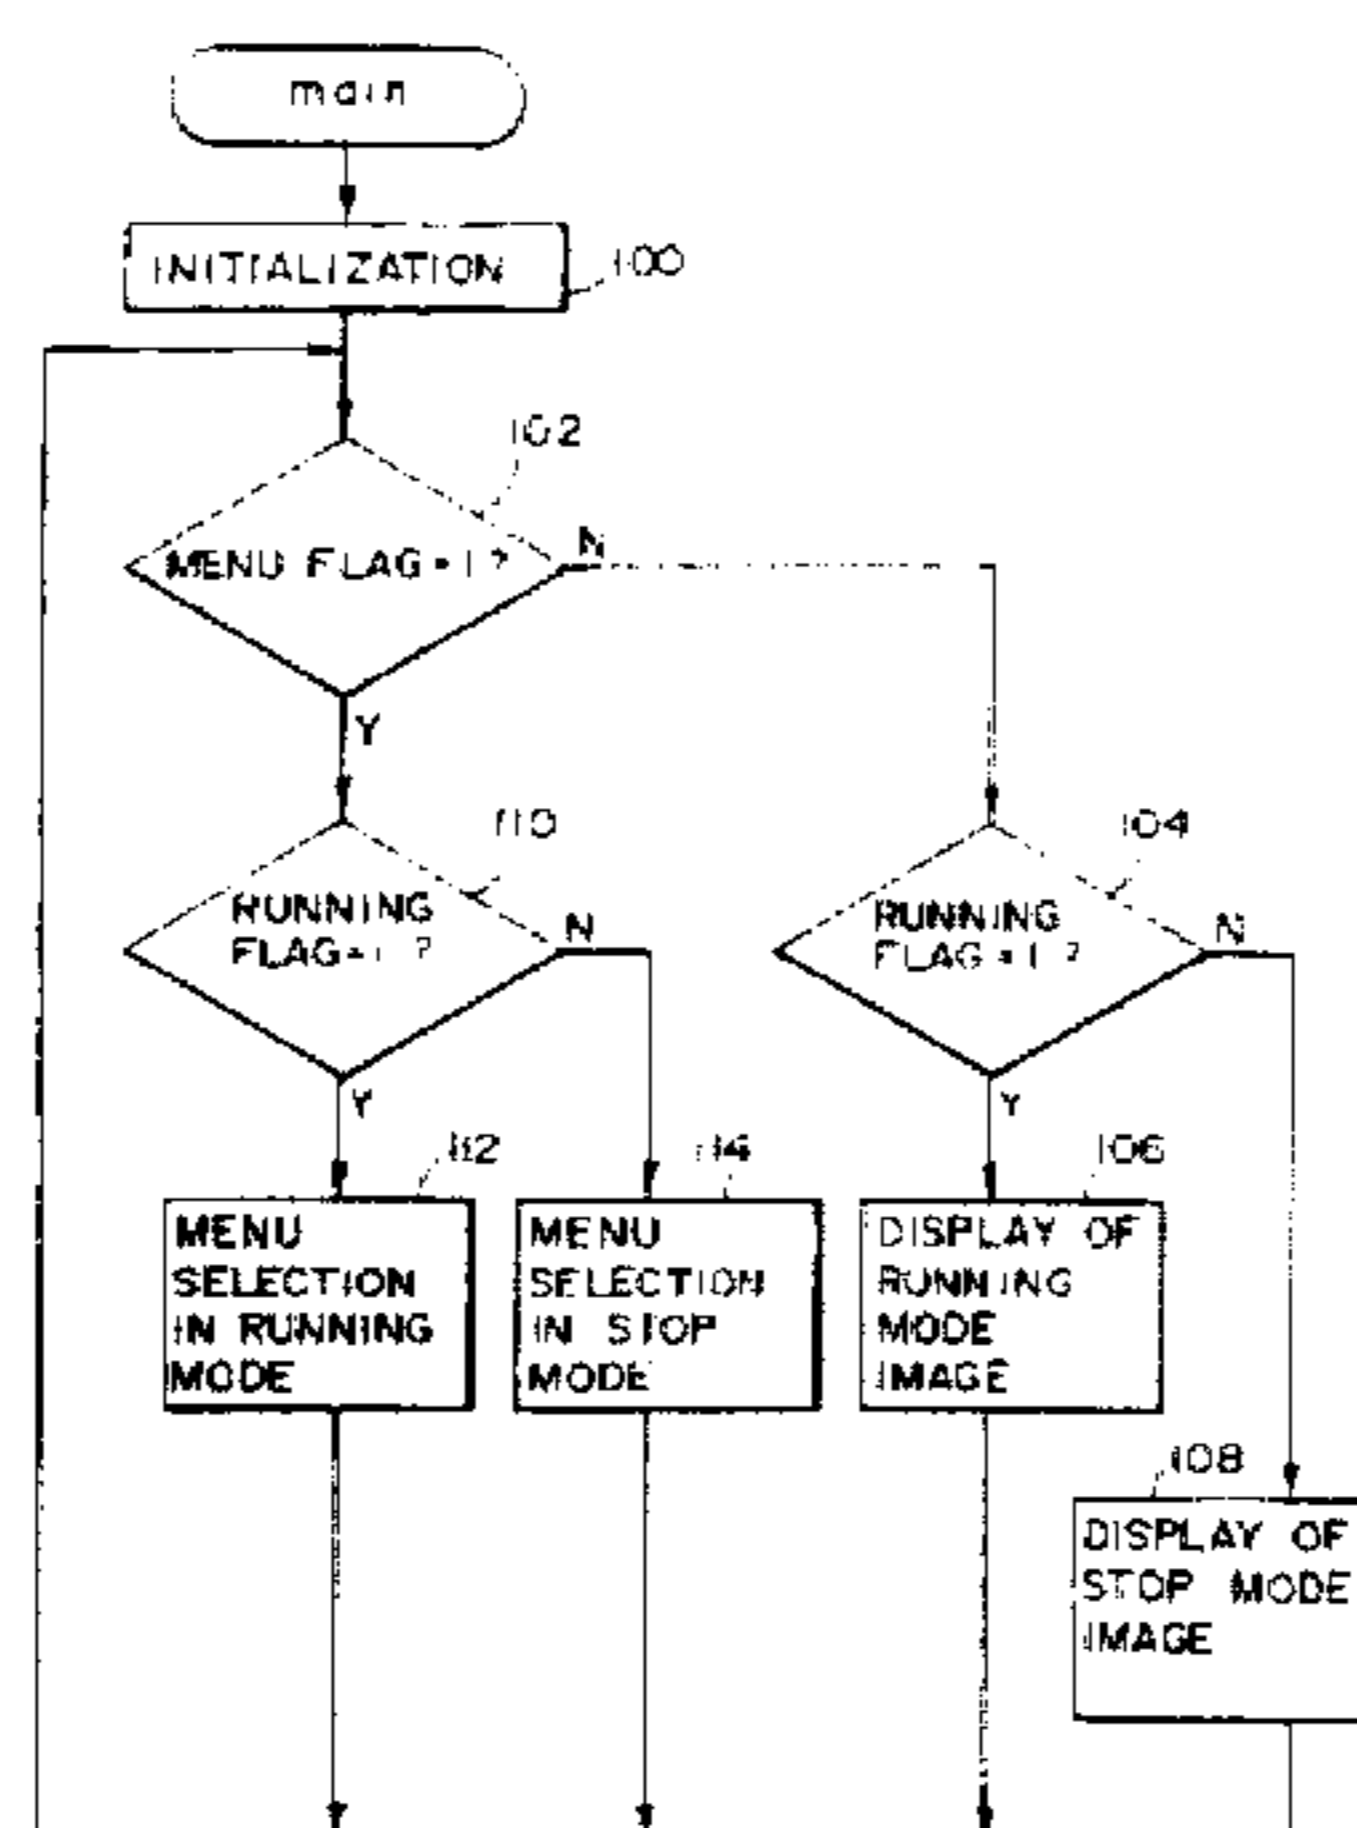 main
INITIALIZATION
100
102
MENU FLAG=1?
N
Y
110
RUNNING
FLAG=1 ?
N
Y
104
RUNNING
FLAG=1 ?
N
Y
112
MENU
SELECTION
IN RUNNING
MODE
114
MENU
SELECTION
IN STOP
MODE
106
DISPLAY OF
RUNNING
MODE
IMAGE
108
DISPLAY OF
STOP MODE
IMAGE